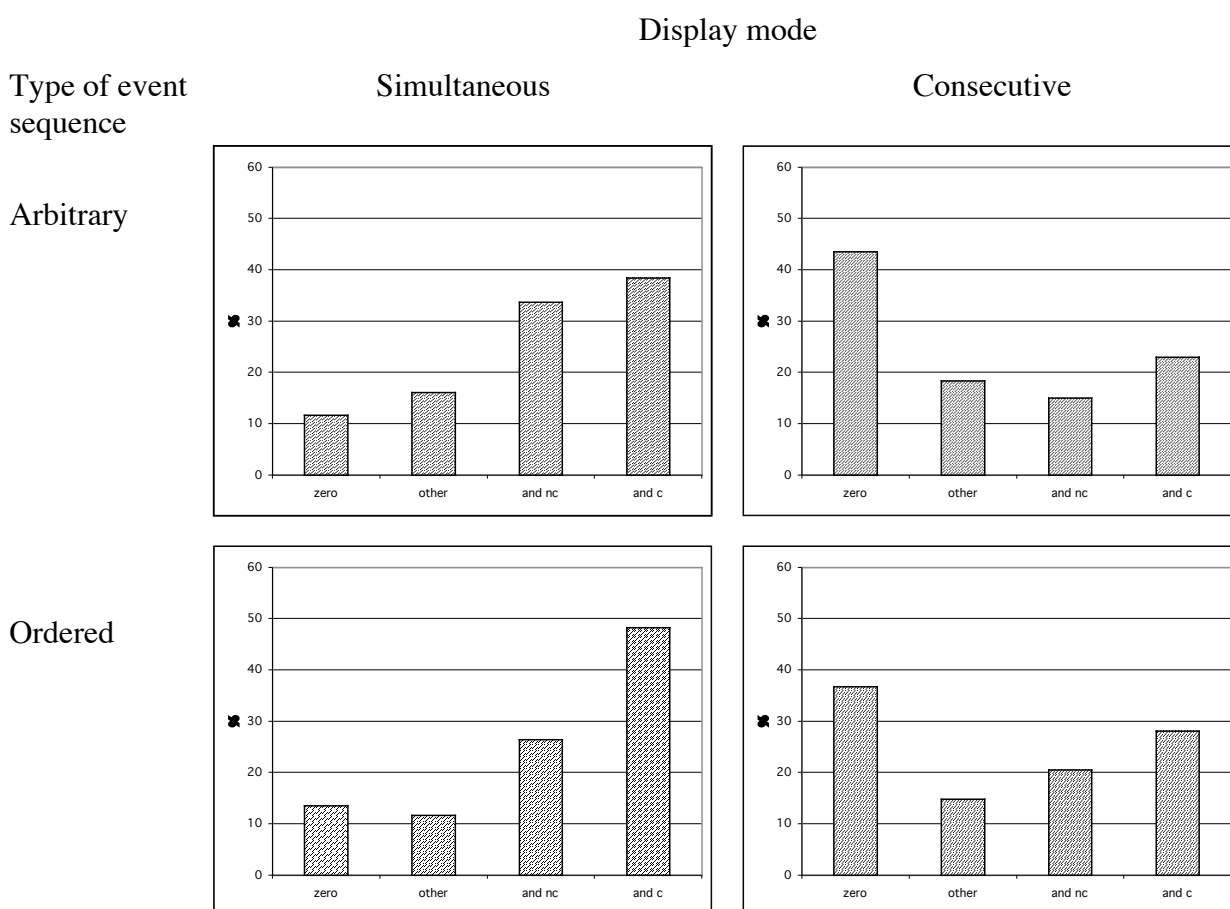 Display mode
Type of event
sequence
Simultaneous
Consecutive
Arbitrary
60
50
40
30
20
10
0
%
zero other and nc and c
60
50
40
30
20
10
0
%
zero other and nc and c
Ordered
60
50
40
30
20
10
0
%
zero other and nc and c
60
50
40
30
20
10
0
%
zero other and nc and c